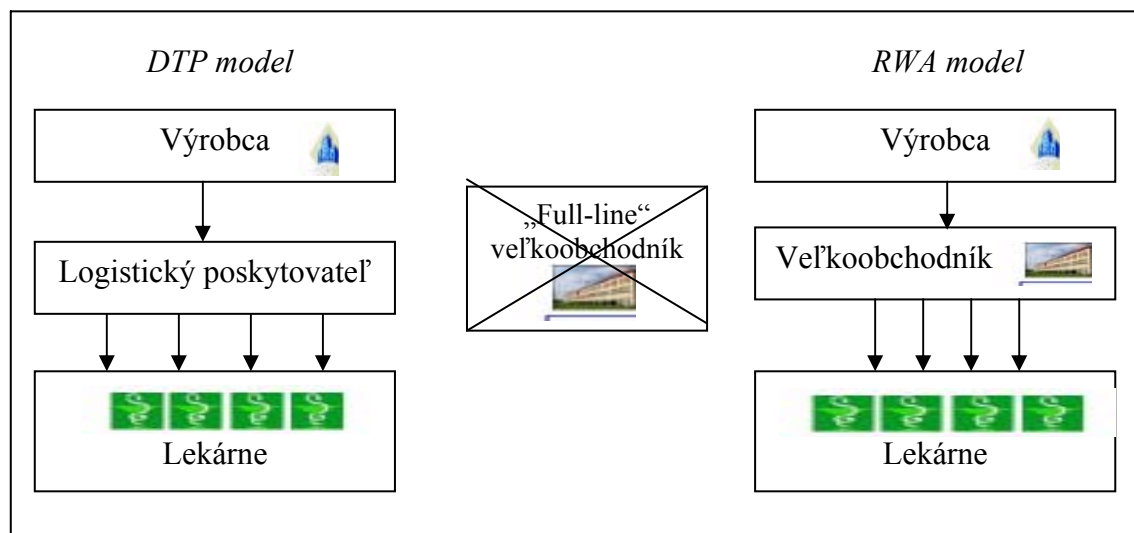 DTP model
Výrobca
Logistický poskytovateľ
Lekárne
„Full-line“
veľkoobchodník
RWA model
Výrobca
Veľkoobchodník
Lekárne